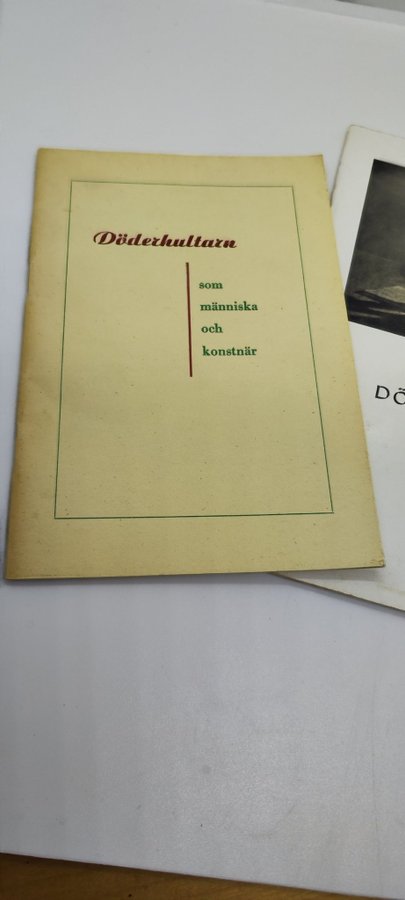 Döderhultarn
som
människa
och
konstnär
DÖ